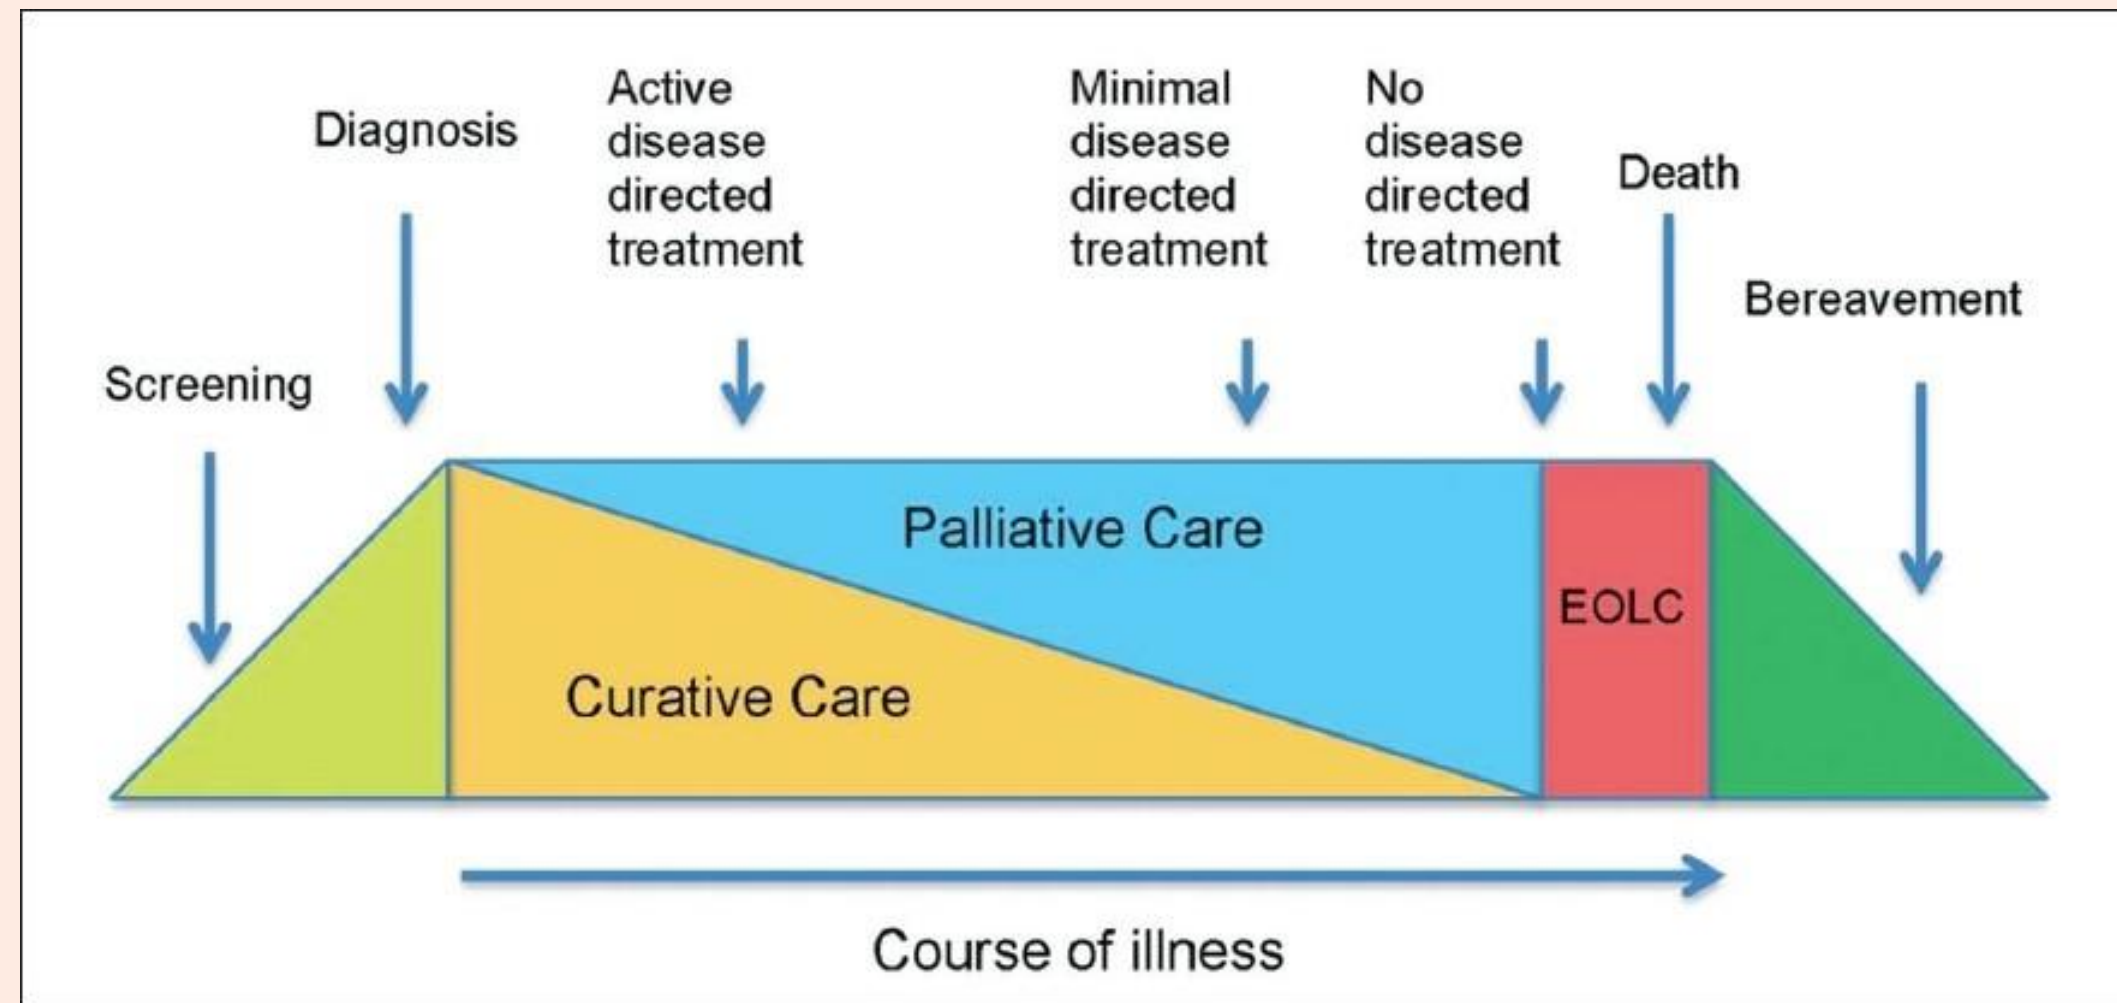 Screening
Diagnosis
Active
disease
directed
treatment
Minimal
disease
directed
treatment
No
disease
directed
treatment
Death
Bereavement
Palliative Care
EOLC
Curative Care
Course of illness